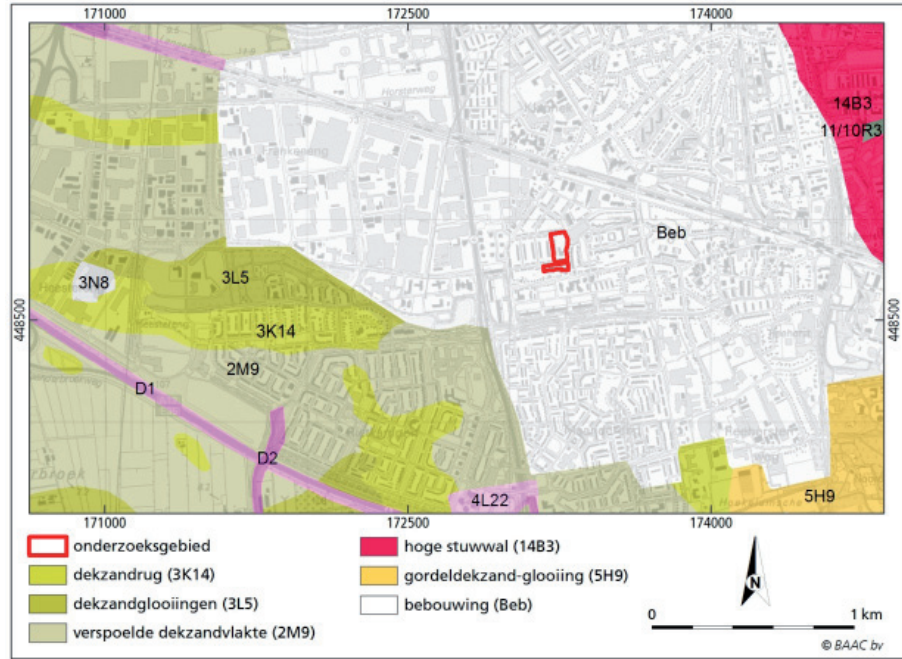 171000 172500 174000
Horsterweg
14B3
11/10R3
Frankeneng
Beb
3N8
3L5
448500
3K14
448500
2M9
D1
D2
4L22
5H9
171000 172500 174000
onderzoeksgebied
dekzandrug (3K14)
dekzandglooiingen (3L5)
verspoelde dekzandvlakte (2M9)
hoge stuwwal (14B3)
gordeldekzand-glooiing (5H9)
bebouwing (Beb)
N
0 1 km
© BAAC bv